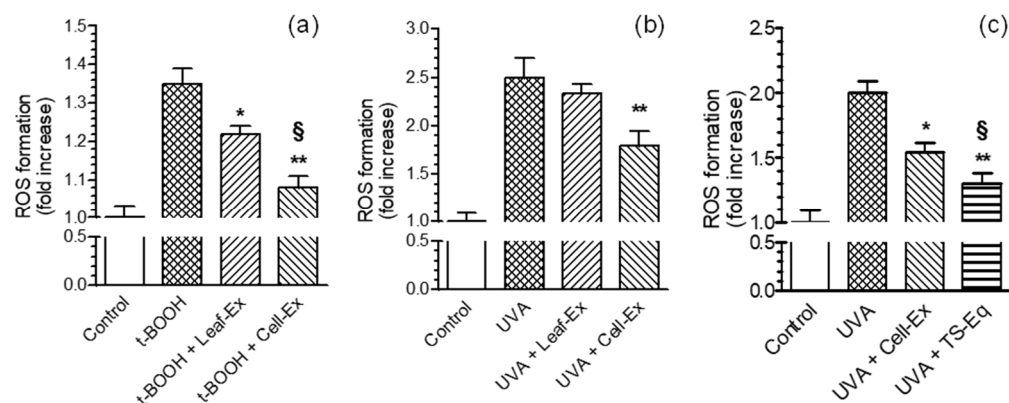 (a)
ROS formation
(fold increase)
1.5
1.4
1.3
1.2
1.1
1.0
0.5
0.0
*
§
**
Control
t-BOOH
t-BOOH + Leaf-Ex
t-BOOH + Cell-Ex
(b)
ROS formation
(fold increase)
3.0
2.5
2.0
1.5
1.0
0.5
0.0
**
Control
UVA
UVA + Leaf-Ex
UVA + Cell-Ex
(c)
ROS formation
(fold increase)
2.5
2.0
1.5
1.0
0.5
0.0
*
§
**
Control
UVA
UVA + Cell-Ex
UVA + TS-Eq